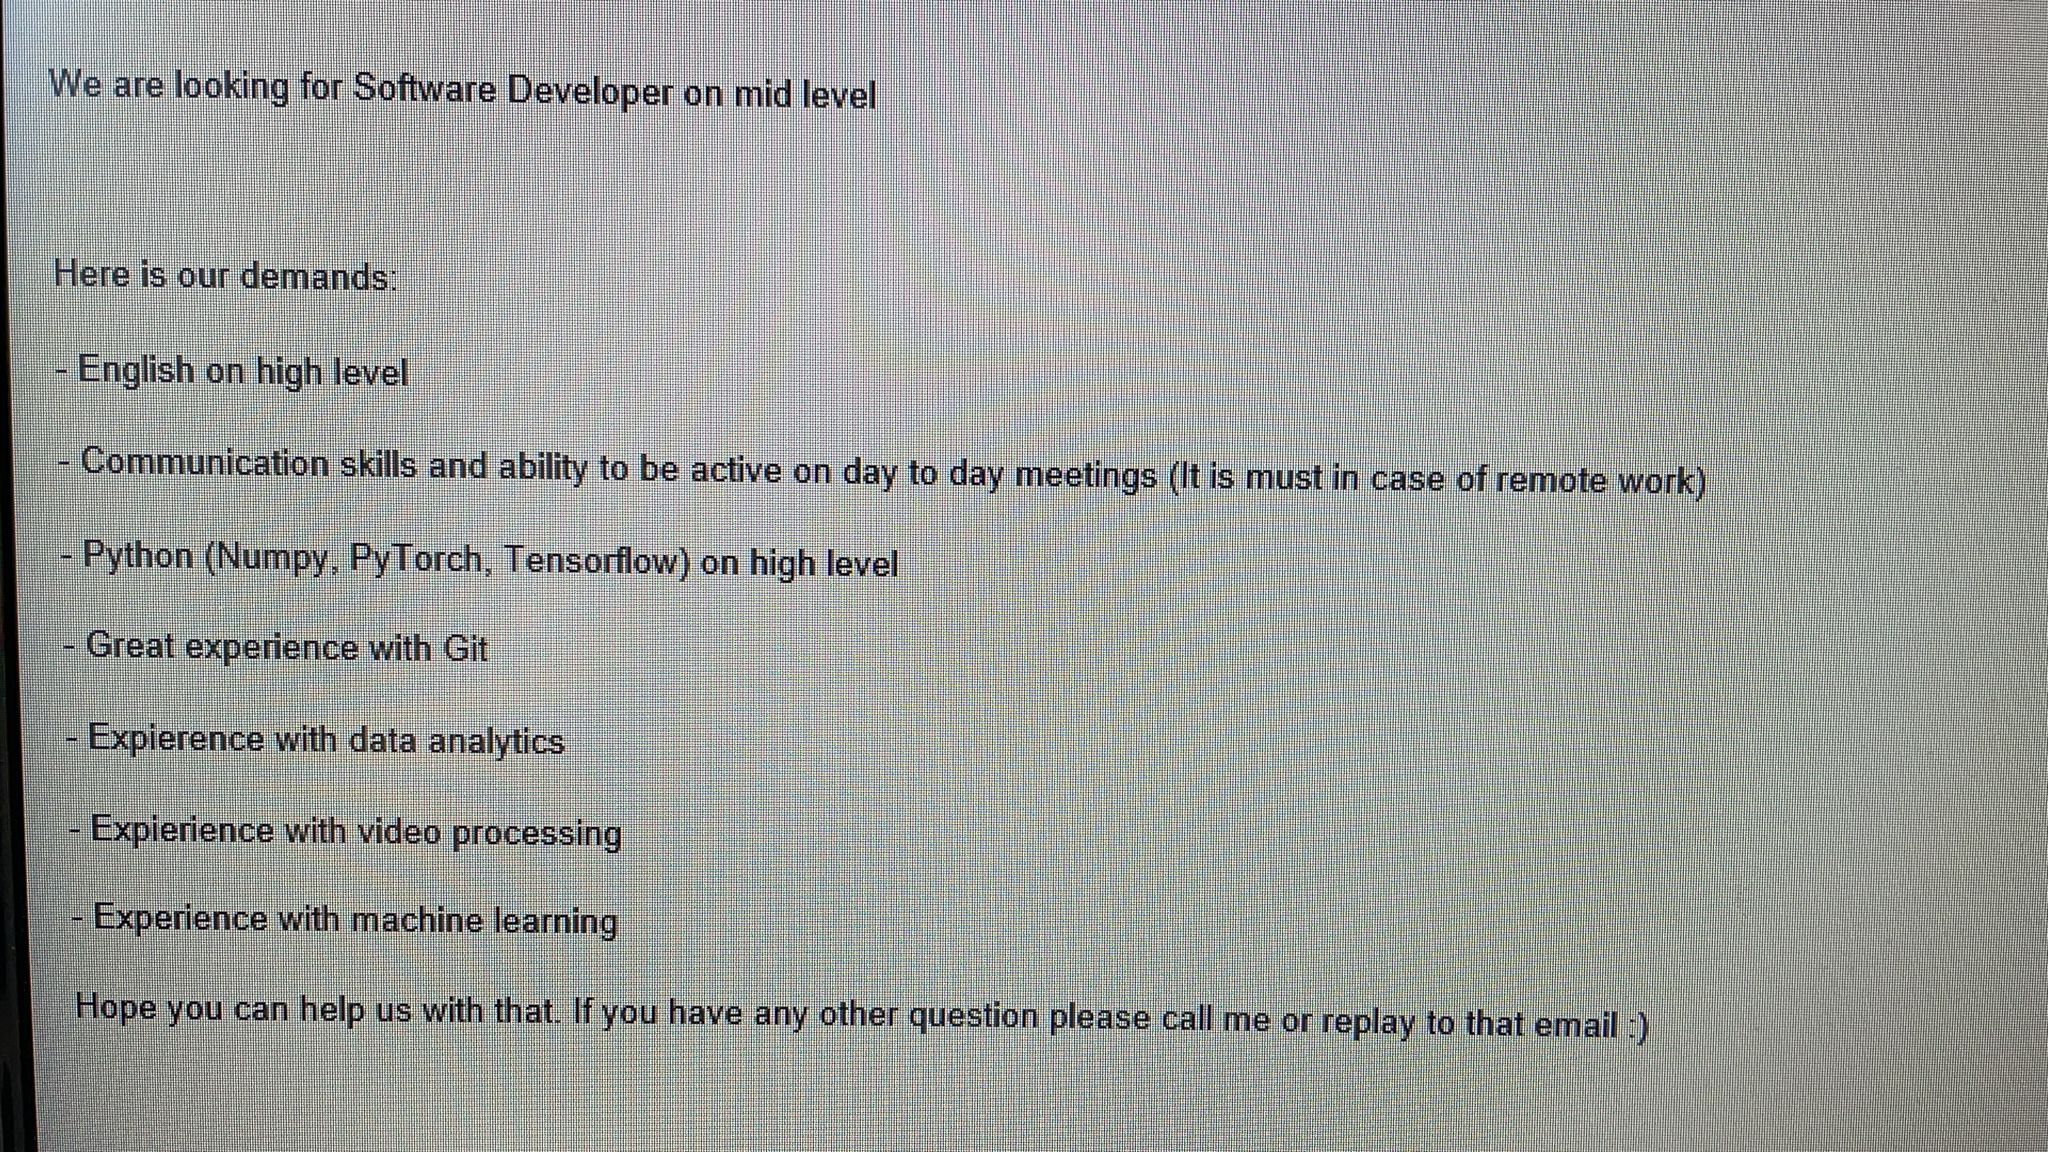 We are looking for Software Developer on mid level
Here is our demands:
- English on high level
- Communication skills and ability to be active on day to day meetings (It is must in case of remote work)
- Python (Numpy, PyTorch, Tensorflow) on high level
- Great experience with Git
- Expierence with data analytics
- Expierience with video processing
- Experience with machine learning
Hope you can help us with that. If you have any other question please call me or replay to that email :)